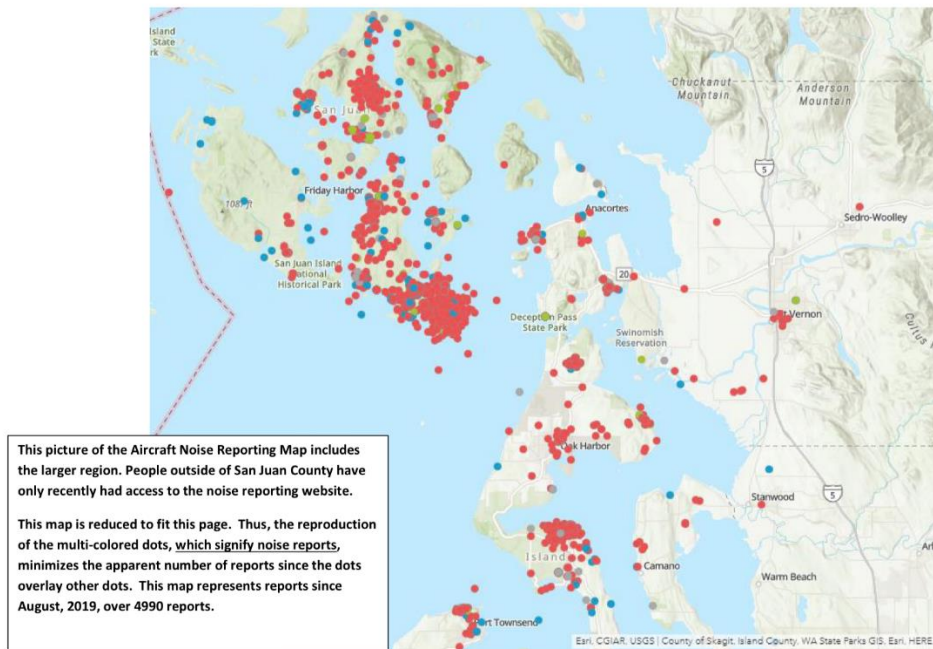 Island
d State
rk
San Juan
1087 ft
Friday Harbor
San Juan Island
National
Historical Park
Chuckanut
Mountain
Anderson
Mountain
5
Anacortes
Sedro-Woolley
20
Deception Pass
State Park
Swinomish
Reservation
t Vernon
Cultus
Oak Harbor
Stanwood
5
Island
Camano
Warm Beach
Port Townsend
This picture of the Aircraft Noise Reporting Map includes
the larger region. People outside of San Juan County have
only recently had access to the noise reporting website.
This map is reduced to fit this page. Thus, the reproduction
of the multi-colored dots, which signify noise reports,
minimizes the apparent number of reports since the dots
overlay other dots. This map represents reports since
August, 2019, over 4990 reports.
Esri, CGIAR, USGS | County of Skagit, Island County, WA State Parks GIS, Esri, HERE